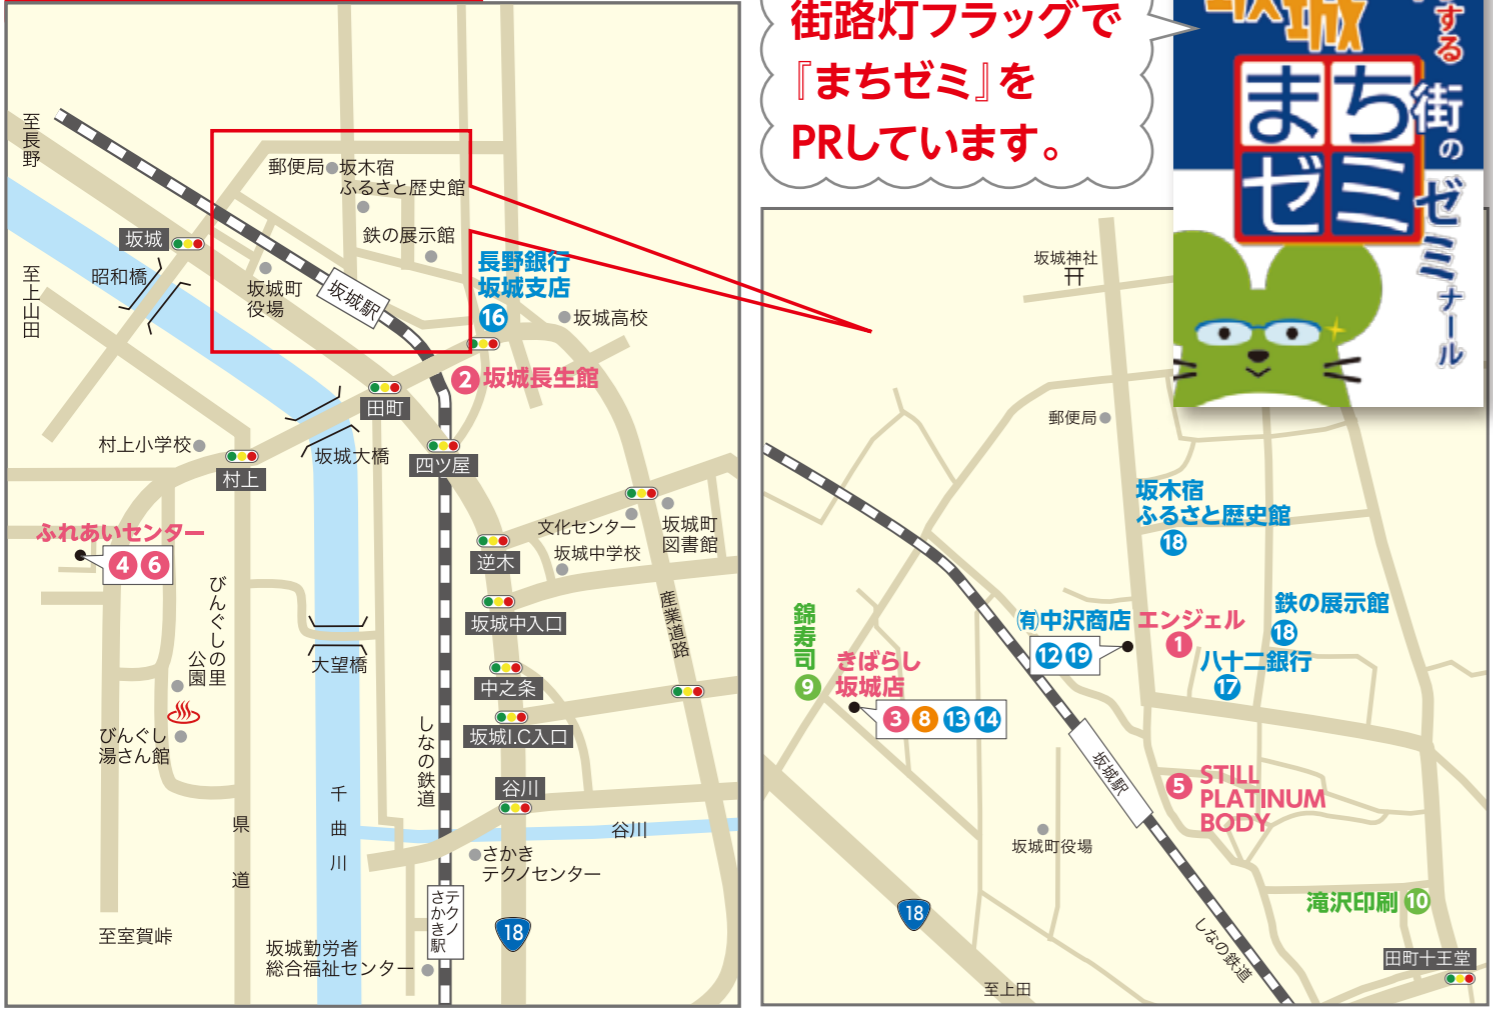 街路灯フラッグで
『まちゼミ』を
PRしています。
坂城
する
まち
ゼミ
街のゼミナール
至長野
郵便局
坂木宿
ふるさと歴史館
鉄の展示館
坂城
昭和橋
至上山田
坂城町
役場
坂城駅
長野銀行
坂城支店
16
坂城高校
2 坂城長生館
田町
村上小学校
村上
坂城大橋
四ツ屋
ふれあいセンター
4 6
文化センター
坂城町
図書館
逆木
坂城中学校
びんぐしの里
公園
坂城中入口
産業道路
大望橋
中之条
びんぐし
湯さん館
坂城I.C入口
しなの鉄道
千曲川
谷川
県道
谷川
さかき
テクノセンター
テクノ
さかき駅
18
至室賀峠
坂城勤労者
総合福祉センター
坂城神社
郵便局
坂木宿
ふるさと歴史館
18
錦寿司
9
㈲中沢商店
12 19
エンジェル
1
鉄の展示館
18
八十二銀行
17
きばらし
坂城店
3 8 13 14
坂城駅
5 STILL
PLATINUM
BODY
坂城町役場
18
滝沢印刷 10
しなの鉄道
田町十王堂
至上田